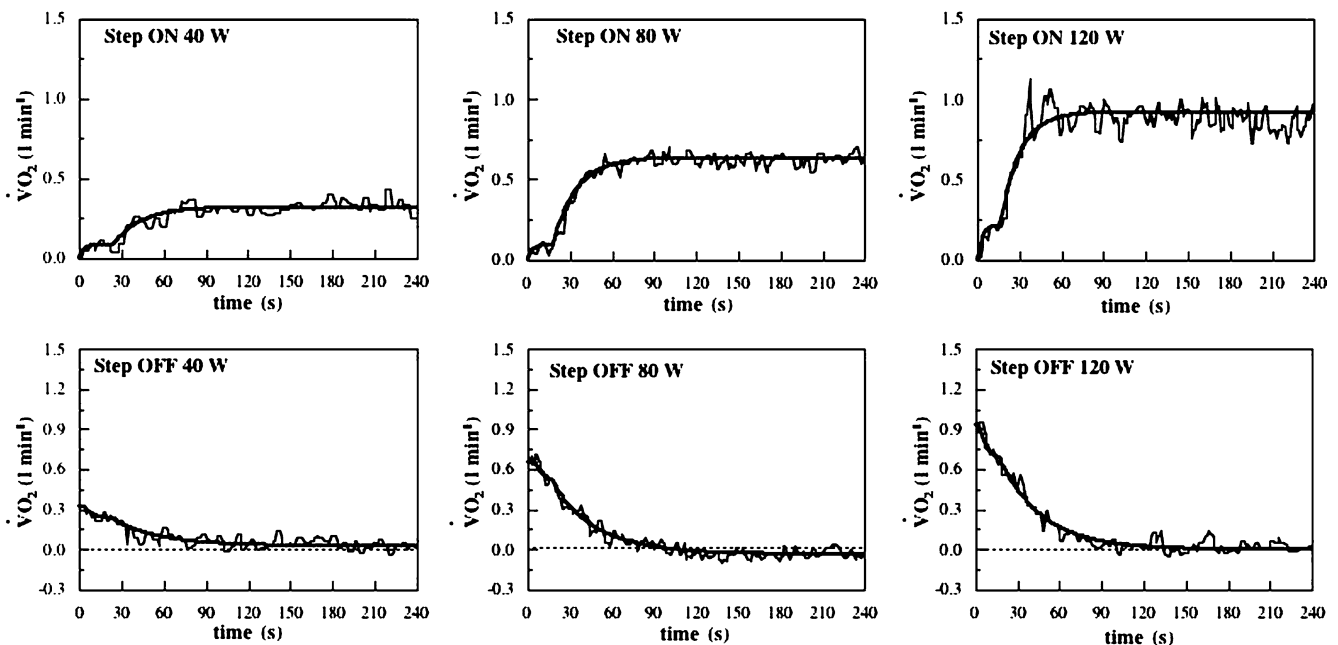 Step ON 40 W
Step ON 80 W
Step ON 120 W
V̇O₂ (1 min¹)
1.5
1.0
0.5
0.0
0 30 60 90 120 150 180 210 240
time (s)
V̇O₂ (1 min¹)
1.5
1.0
0.5
0.0
0 30 60 90 120 150 180 210 240
time (s)
V̇O₂ (1 min¹)
1.5
1.0
0.5
0.0
0 30 60 90 120 150 180 210 240
time (s)
Step OFF 40 W
Step OFF 80 W
Step OFF 120 W
V̇O₂ (1 min¹)
1.5
1.2
0.9
0.6
0.3
0.0
-0.3
0 30 60 90 120 150 180 210 240
time (s)
V̇O₂ (1 min¹)
1.5
1.2
0.9
0.6
0.3
0.0
-0.3
0 30 60 90 120 150 180 210 240
time (s)
V̇O₂ (1 min¹)
1.5
1.2
0.9
0.6
0.3
0.0
-0.3
0 30 60 90 120 150 180 210 240
time (s)